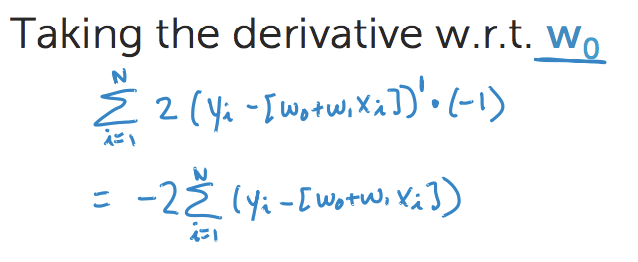 Taking the derivative w.r.t. w₀
N
∑ 2 (yᵢ - [w₀+w₁xᵢ])¹ · (-1)
i=1
N
= -2 ∑ (yᵢ - [w₀+w₁xᵢ])
i=1